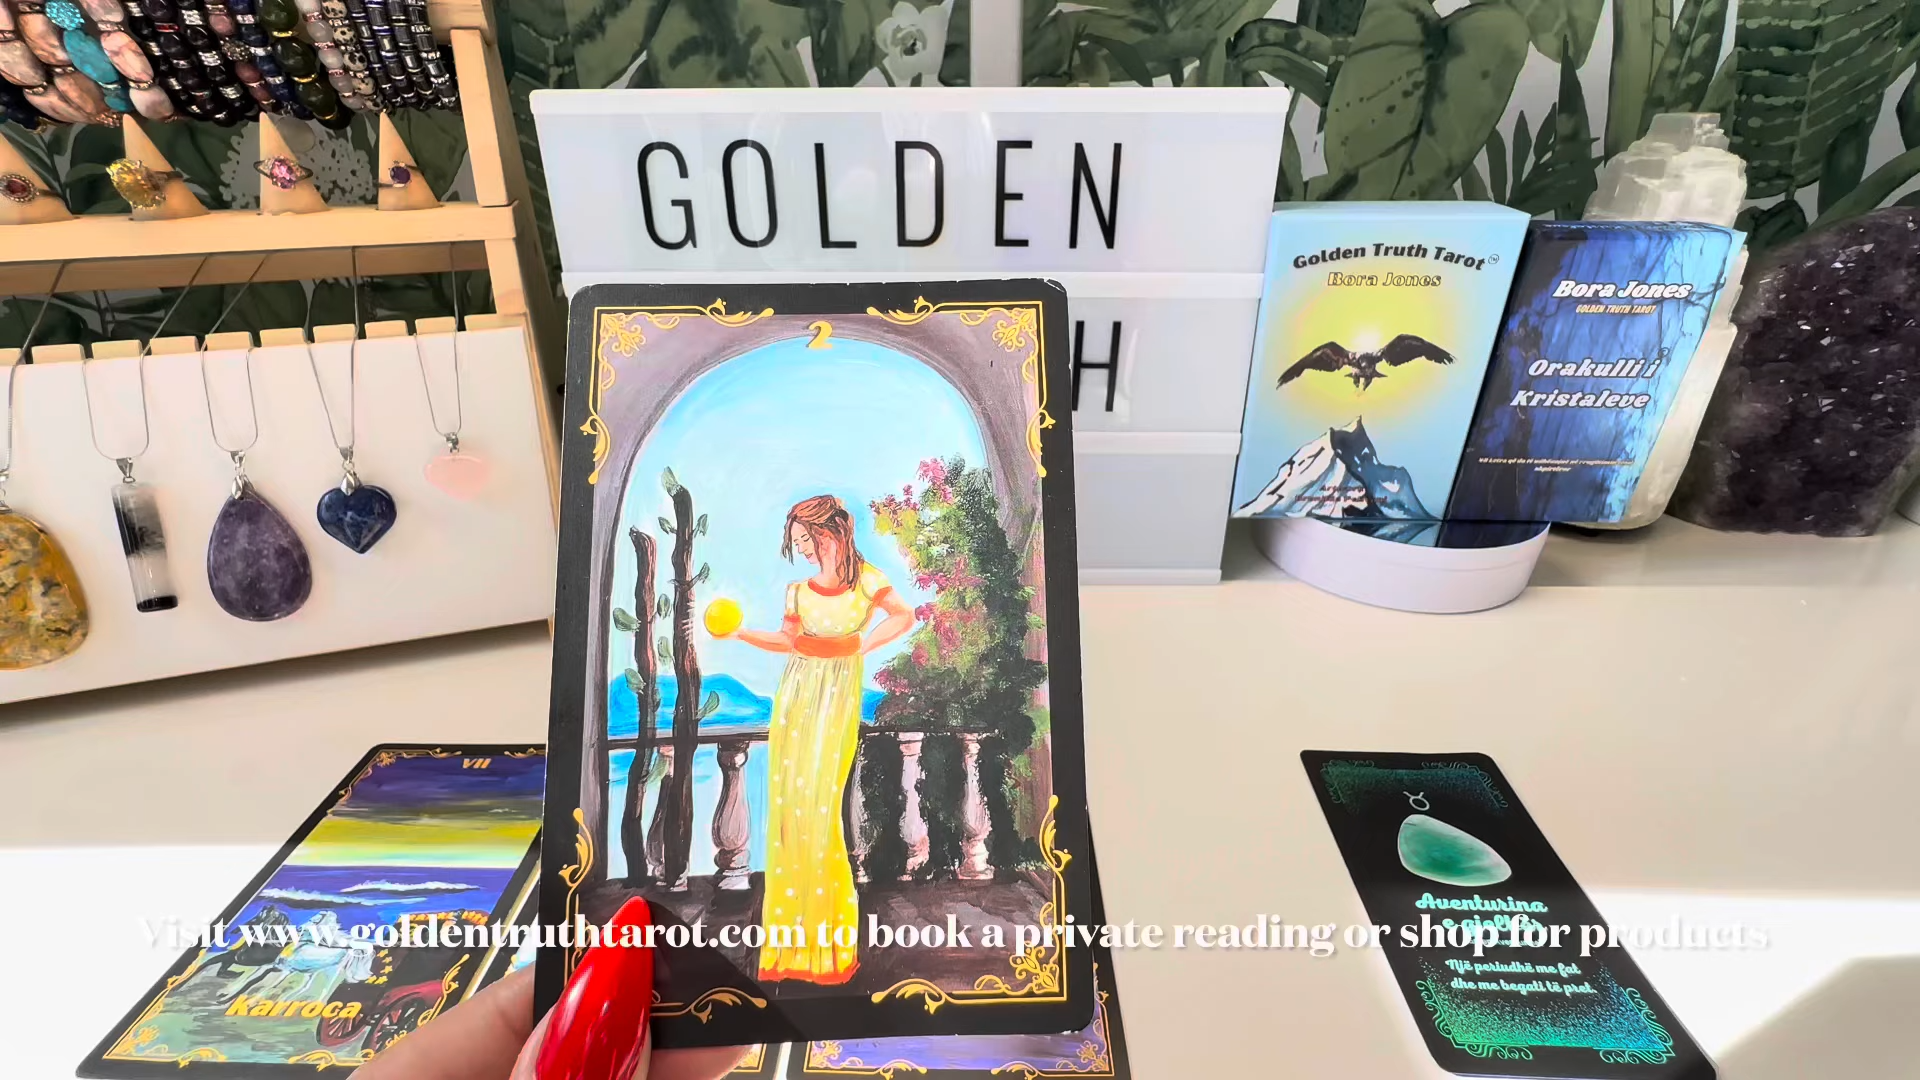 GOLDEN
H
Golden Truth Tarot
Bora Jones
Bora Jones
GOLDEN TRUTH TAROT
Orakulli i
Kristaleve
2
VII
Karroca
Aventurina
e gjelbër
Një periudhë me fat
dhe me begati të pret.
Visit www.goldentruthtarot.com to book a private reading or shop for products